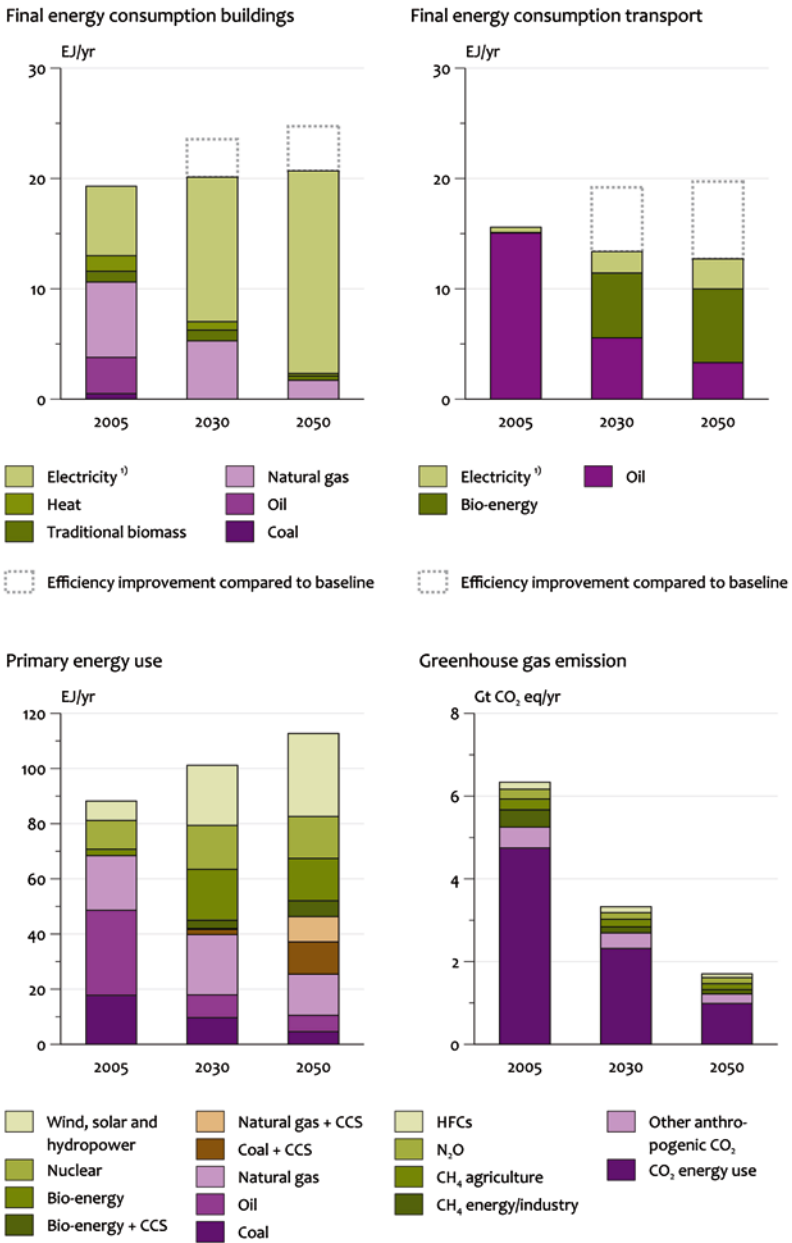 Final energy consumption buildings
EJ/yr
30
20
10
0
2005 2030 2050
Electricity ¹⁾
Heat
Traditional biomass
Natural gas
Oil
Coal
Efficiency improvement compared to baseline
Final energy consumption transport
EJ/yr
30
20
10
0
2005 2030 2050
Electricity ¹⁾
Bio-energy
Oil
Efficiency improvement compared to baseline
Primary energy use
EJ/yr
120
100
80
60
40
20
0
2005 2030 2050
Wind, solar and
hydropower
Nuclear
Bio-energy
Bio-energy + CCS
Natural gas + CCS
Coal + CCS
Natural gas
Oil
Coal
Greenhouse gas emission
Gt CO₂ eq/yr
8
6
4
2
0
2005 2030 2050
HFCs
N₂O
CH₄ agriculture
CH₄ energy/industry
Other anthro-
pogenic CO₂
CO₂ energy use